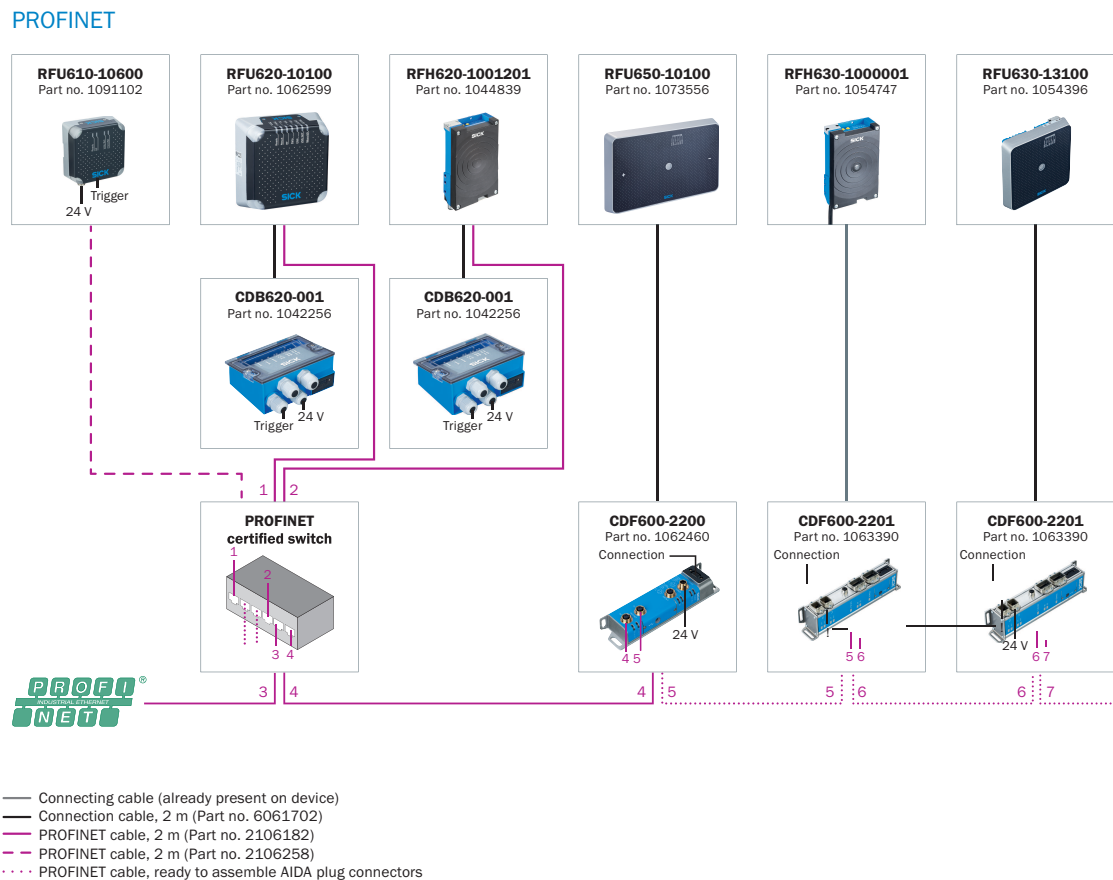 PROFINET
RFU610-10600
Part no. 1091102
SICK
Trigger
24 V
RFU620-10100
Part no. 1062599
SICK
RFH620-1001201
Part no. 1044839
SICK
RFU650-10100
Part no. 1073556
SICK
RFH630-1000001
Part no. 1054747
SICK
RFU630-13100
Part no. 1054396
SICK
CDB620-001
Part no. 1042256
SICK
24 V
Trigger
CDB620-001
Part no. 1042256
SICK
24 V
Trigger
1 2
PROFINET
certified switch
1
2
3 4
CDF600-2200
Part no. 1062460
Connection
24 V
4 5
CDF600-2201
Part no. 1063390
Connection
5 6
CDF600-2201
Part no. 1063390
Connection
24 V
6 7
PROFI
INDUSTRIAL ETHERNET
NET
®
3 4
4 5
5 6
6 7
Connecting cable (already present on device)
Connection cable, 2 m (Part no. 6061702)
PROFINET cable, 2 m (Part no. 2106182)
PROFINET cable, 2 m (Part no. 2106258)
PROFINET cable, ready to assemble AIDA plug connectors